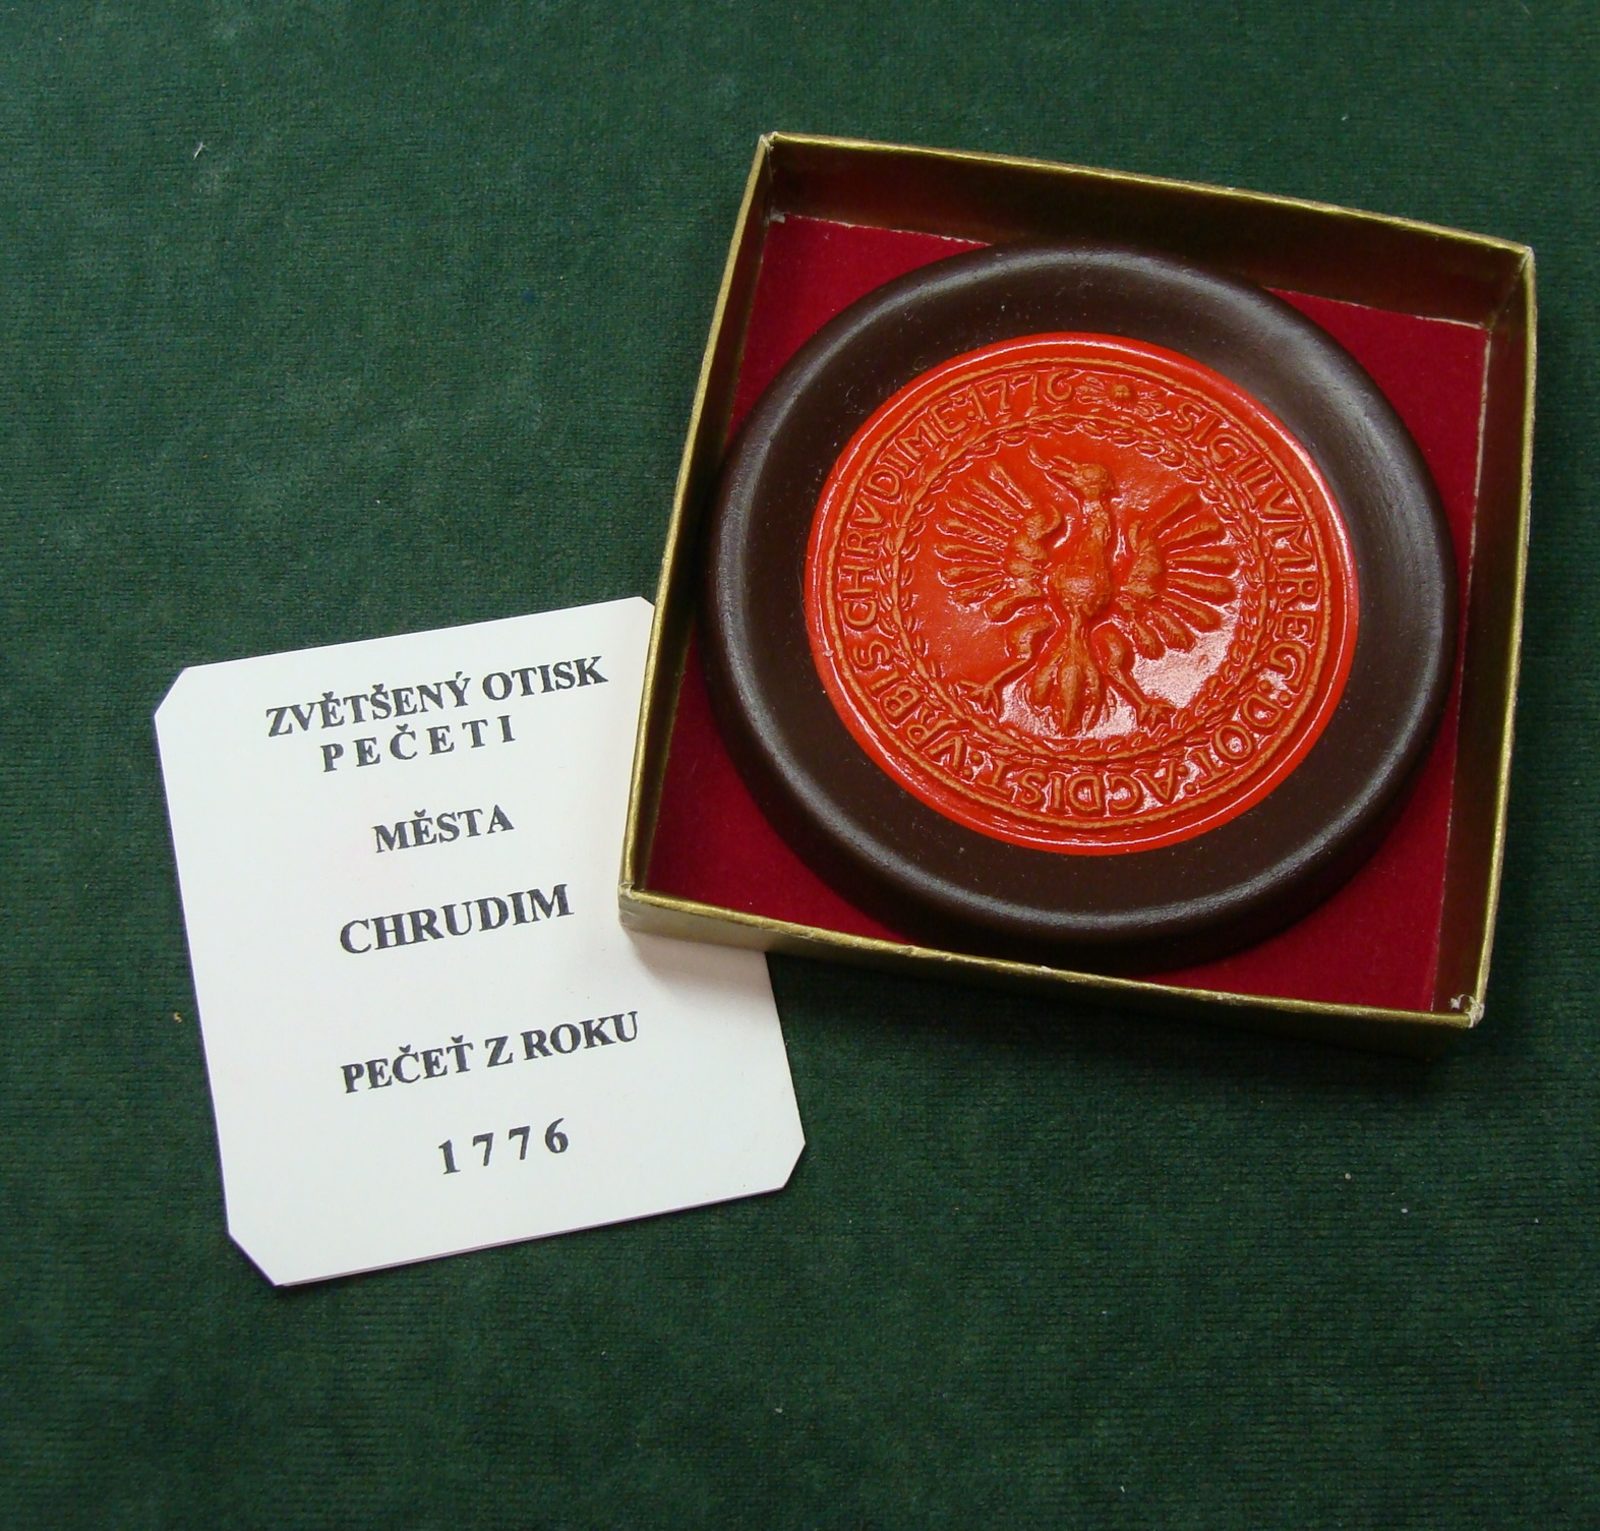 ZVĚTŠENÝ OTISK
PEČETI
MĚSTA
CHRUDIM
PEČEŤ Z ROKU
1776
SIGILVM REG: DOT: AC DIST: VRBIS CHRVDIME: 1776